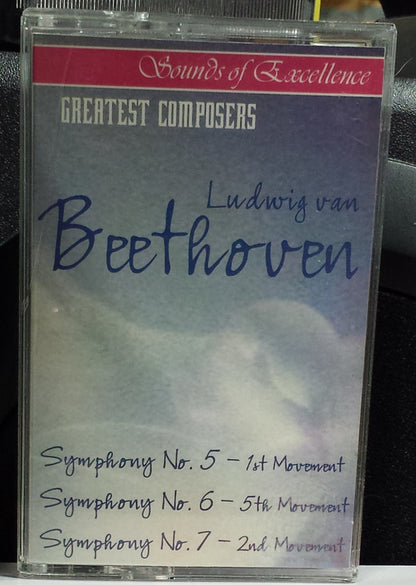 Sounds of Excellence
GREATEST COMPOSERS
Ludwig van
Beethoven
Symphony No. 5 – 1st Movement
Symphony No. 6 – 5th Movement
Symphony No. 7 – 2nd Movement